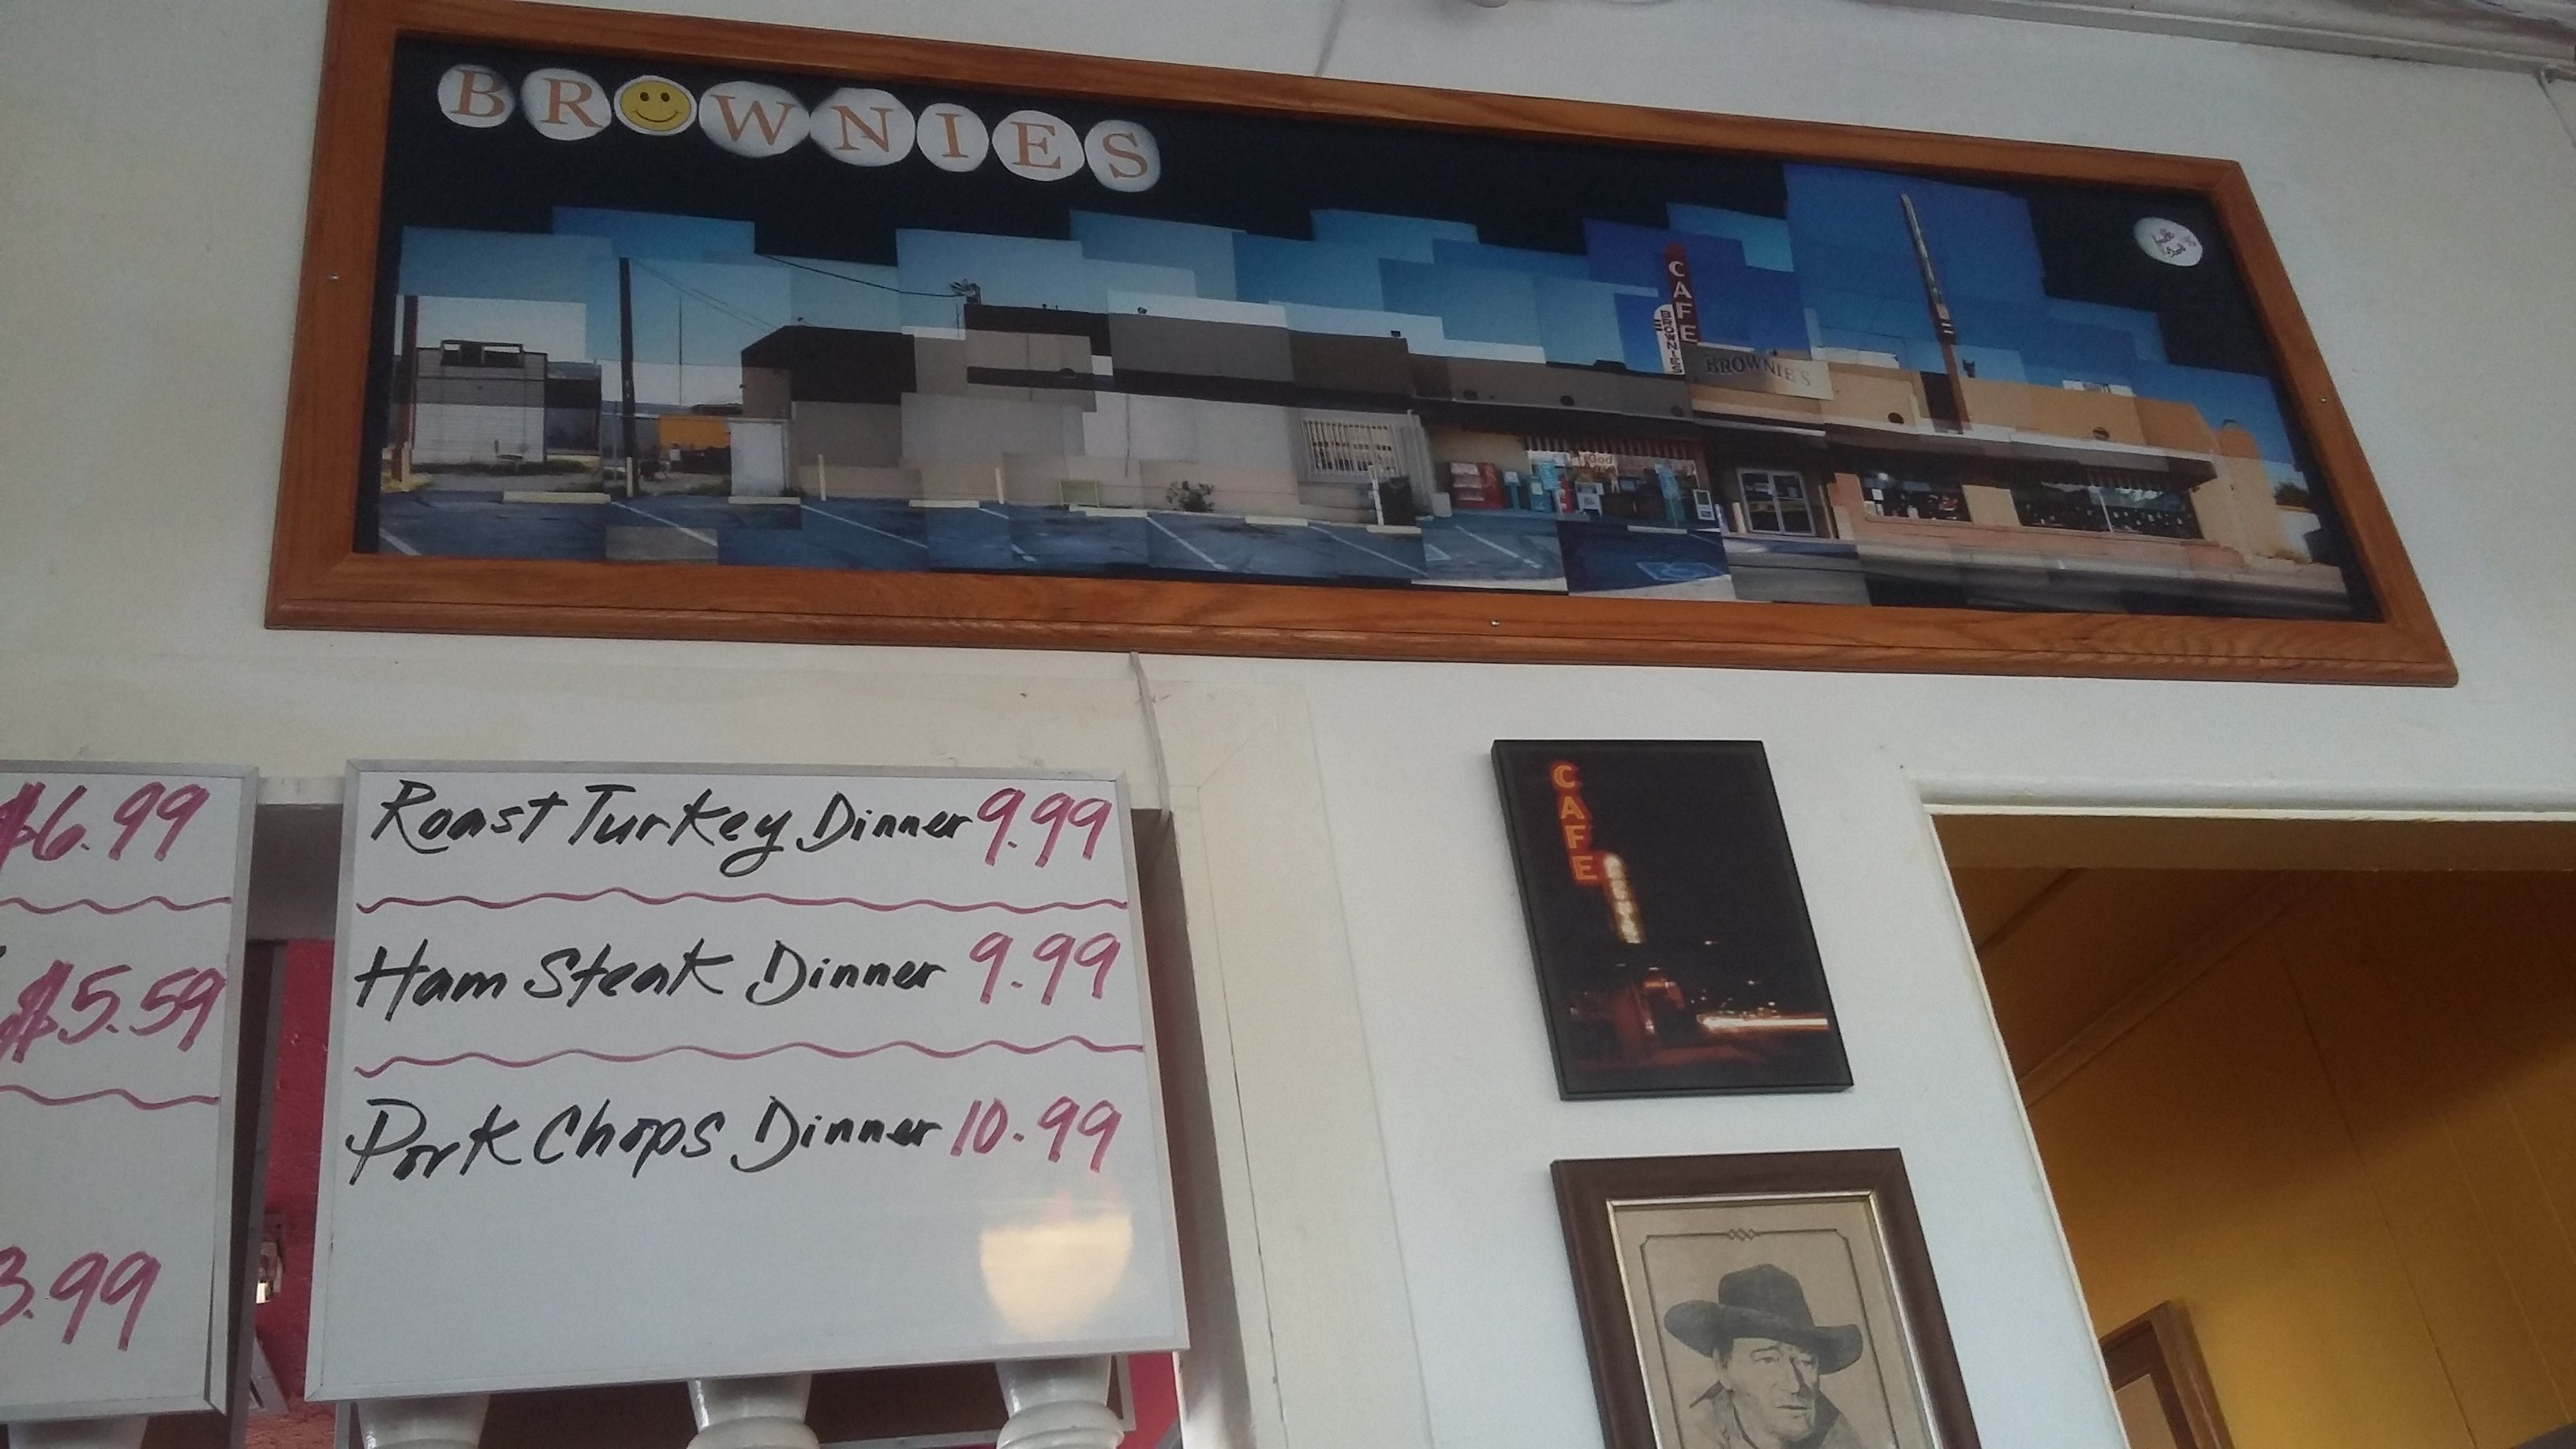 BROWNIES
CAFE
BROWNIES
BROWNIE'S
$6.99
$5.59
3.99
Roast Turkey Dinner 9.99
Ham Steak Dinner 9.99
Pork Chops Dinner 10.99
CAFE